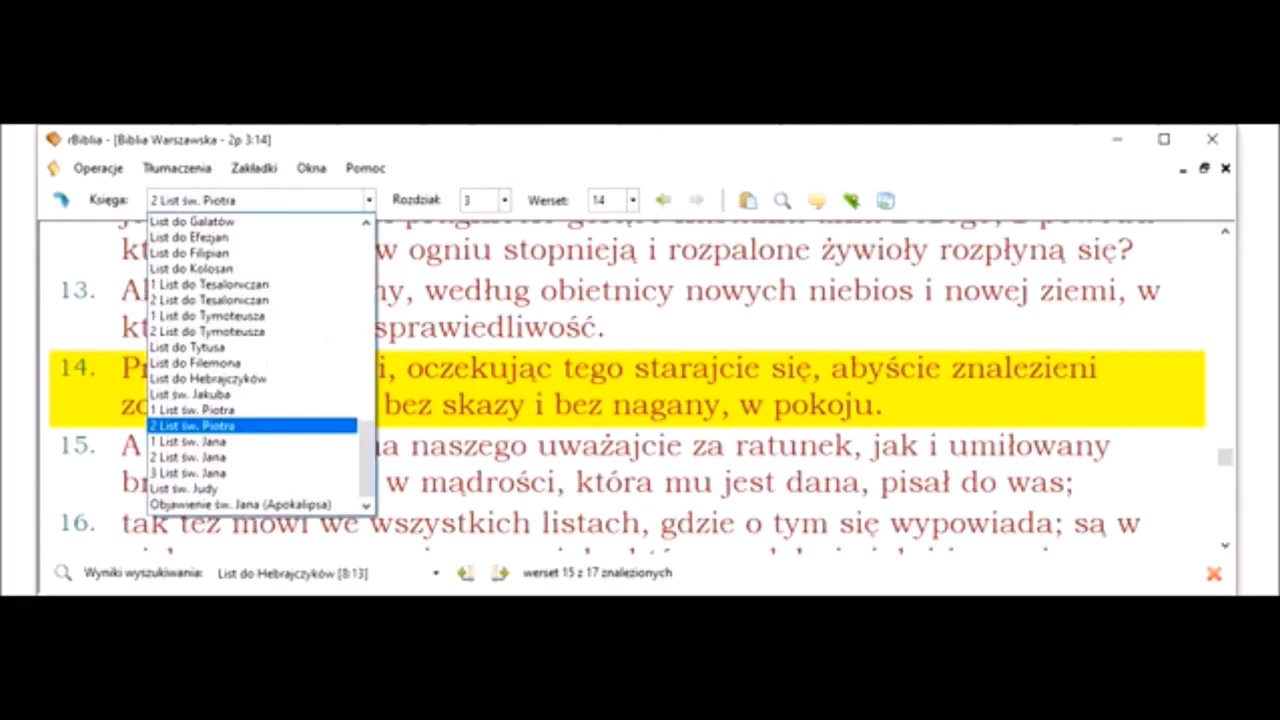 rBiblia - [Biblia Warszawska - 2p 3:14]
Operacje Tłumaczenia Zakładki Okna Pomoc
Księga: 2 List św. Piotra Rozdział: 3 Werset: 14
List do Galatów
List do Efezjan
List do Filipian
List do Kolosan
1 List do Tesaloniczan
2 List do Tesaloniczan
1 List do Tymoteusza
2 List do Tymoteusza
List do Tytusa
List do Filemona
List do Hebrajczyków
List św. Jakuba
1 List św. Piotra
2 List św. Piotra
1 List św. Jana
2 List św. Jana
3 List św. Jana
List św. Judy
Objawienie św. Jana (Apokalipsa)
w ogniu stopnieją i rozpalone żywioły rozpłyną się?
13. według obietnicy nowych niebios i nowej ziemi, w
sprawiedliwość.
14. oczekując tego starajcie się, abyście znalezieni
bez skazy i bez nagany, w pokoju.
15. A naszego uważajcie za ratunek, jak i umiłowany
w mądrości, która mu jest dana, pisał do was;
16. tak też mówi we wszystkich listach, gdzie o tym się wypowiada; są w
Wyniki wyszukiwania: List do Hebrajczyków [8:13] werset 15 z 17 znalezionych